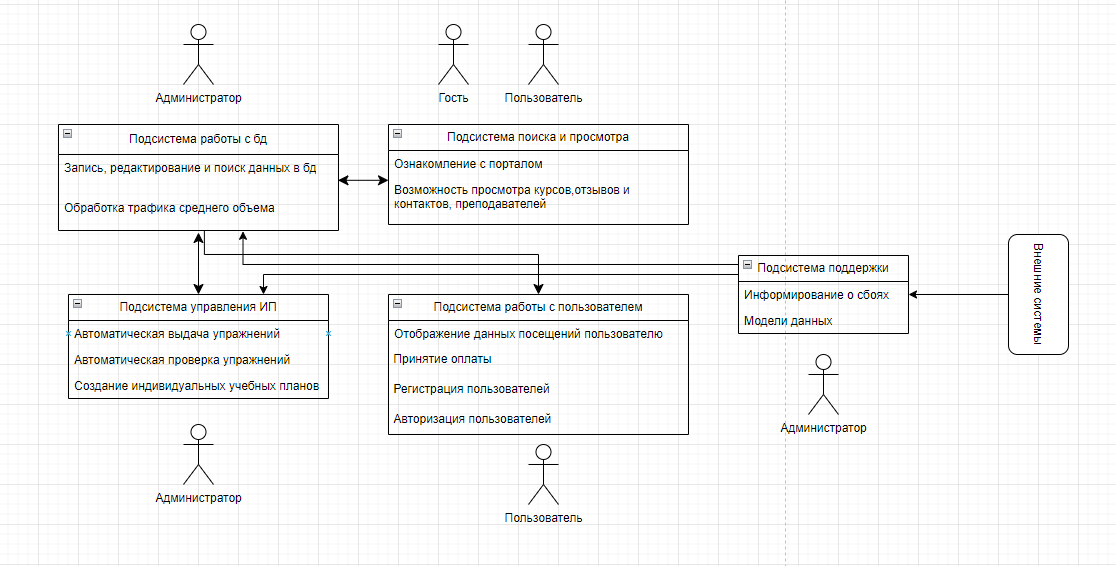 Администратор
Гость
Пользователь
Подсистема работы с бд
Запись, редактирование и поиск данных в бд
Обработка трафика среднего объема
Подсистема поиска и просмотра
Ознакомление с порталом
Возможность просмотра курсов,отзывов и
контактов, преподавателей
Подсистема поддержки
Информирование о сбоях
Модели данных
Внешние системы
Подсистема управления ИП
Автоматическая выдача упражнений
Автоматическая проверка упражнений
Создание индивидуальных учебных планов
Подсистема работы с пользователем
Отображение данных посещений пользователю
Принятие оплаты
Регистрация пользователей
Авторизация пользователей
Администратор
Администратор
Пользователь